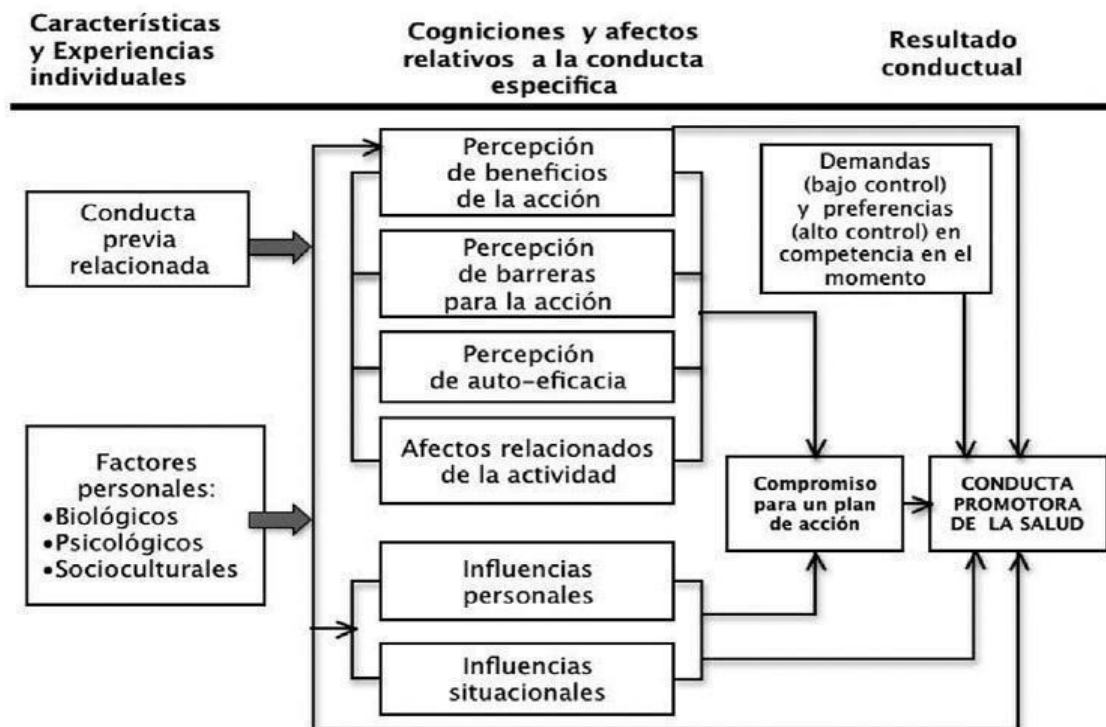 Características
y Experiencias
individuales
Cogniciones y afectos
relativos a la conducta
especifica
Resultado
conductual
Conducta
previa
relacionada
Factores
personales:
•Biológicos
•Psicológicos
•Socioculturales
Percepción
de beneficios
de la acción
Percepción
de barreras
para la acción
Percepción
de auto-eficacia
Afectos relacionados
de la actividad
Influencias
personales
Influencias
situacionales
Demandas
(bajo control)
y preferencias
(alto control) en
competencia en el
momento
Compromiso
para un plan
de acción
CONDUCTA
PROMOTORA
DE LA SALUD